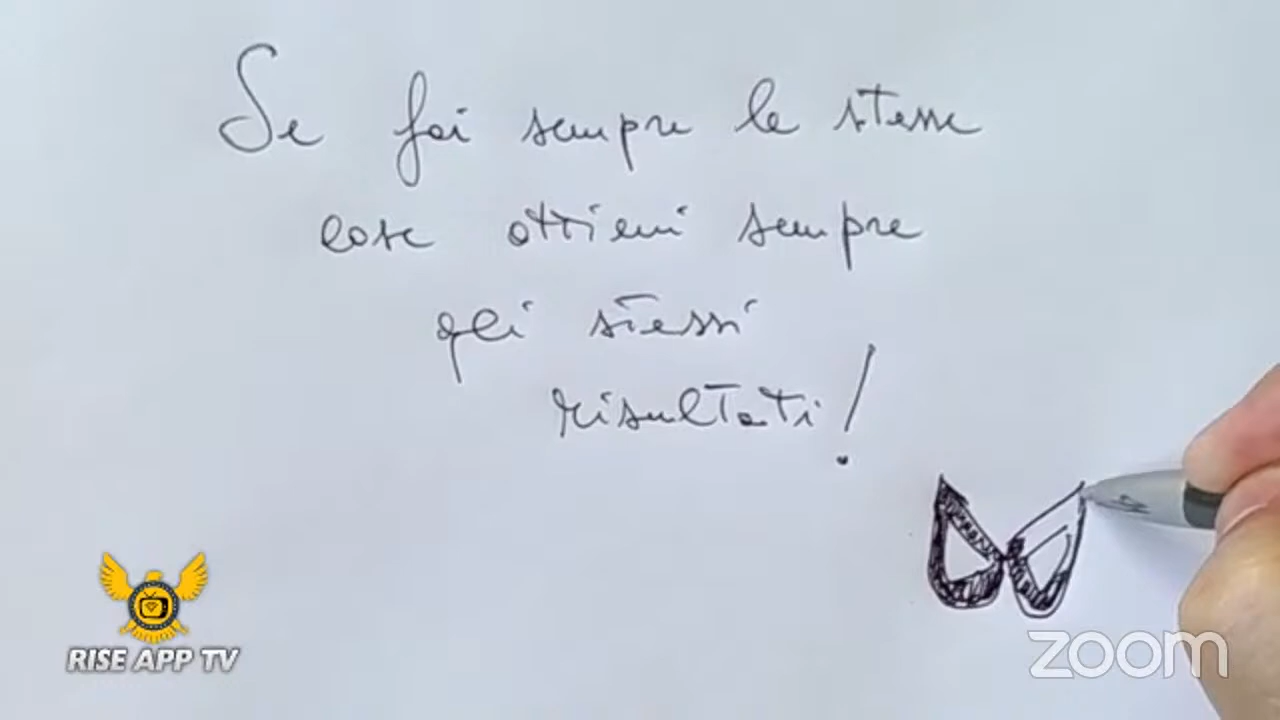 Se fai sempre le stesse
cose ottieni sempre
gli stessi
risultati!
RISE APP TV
zoom